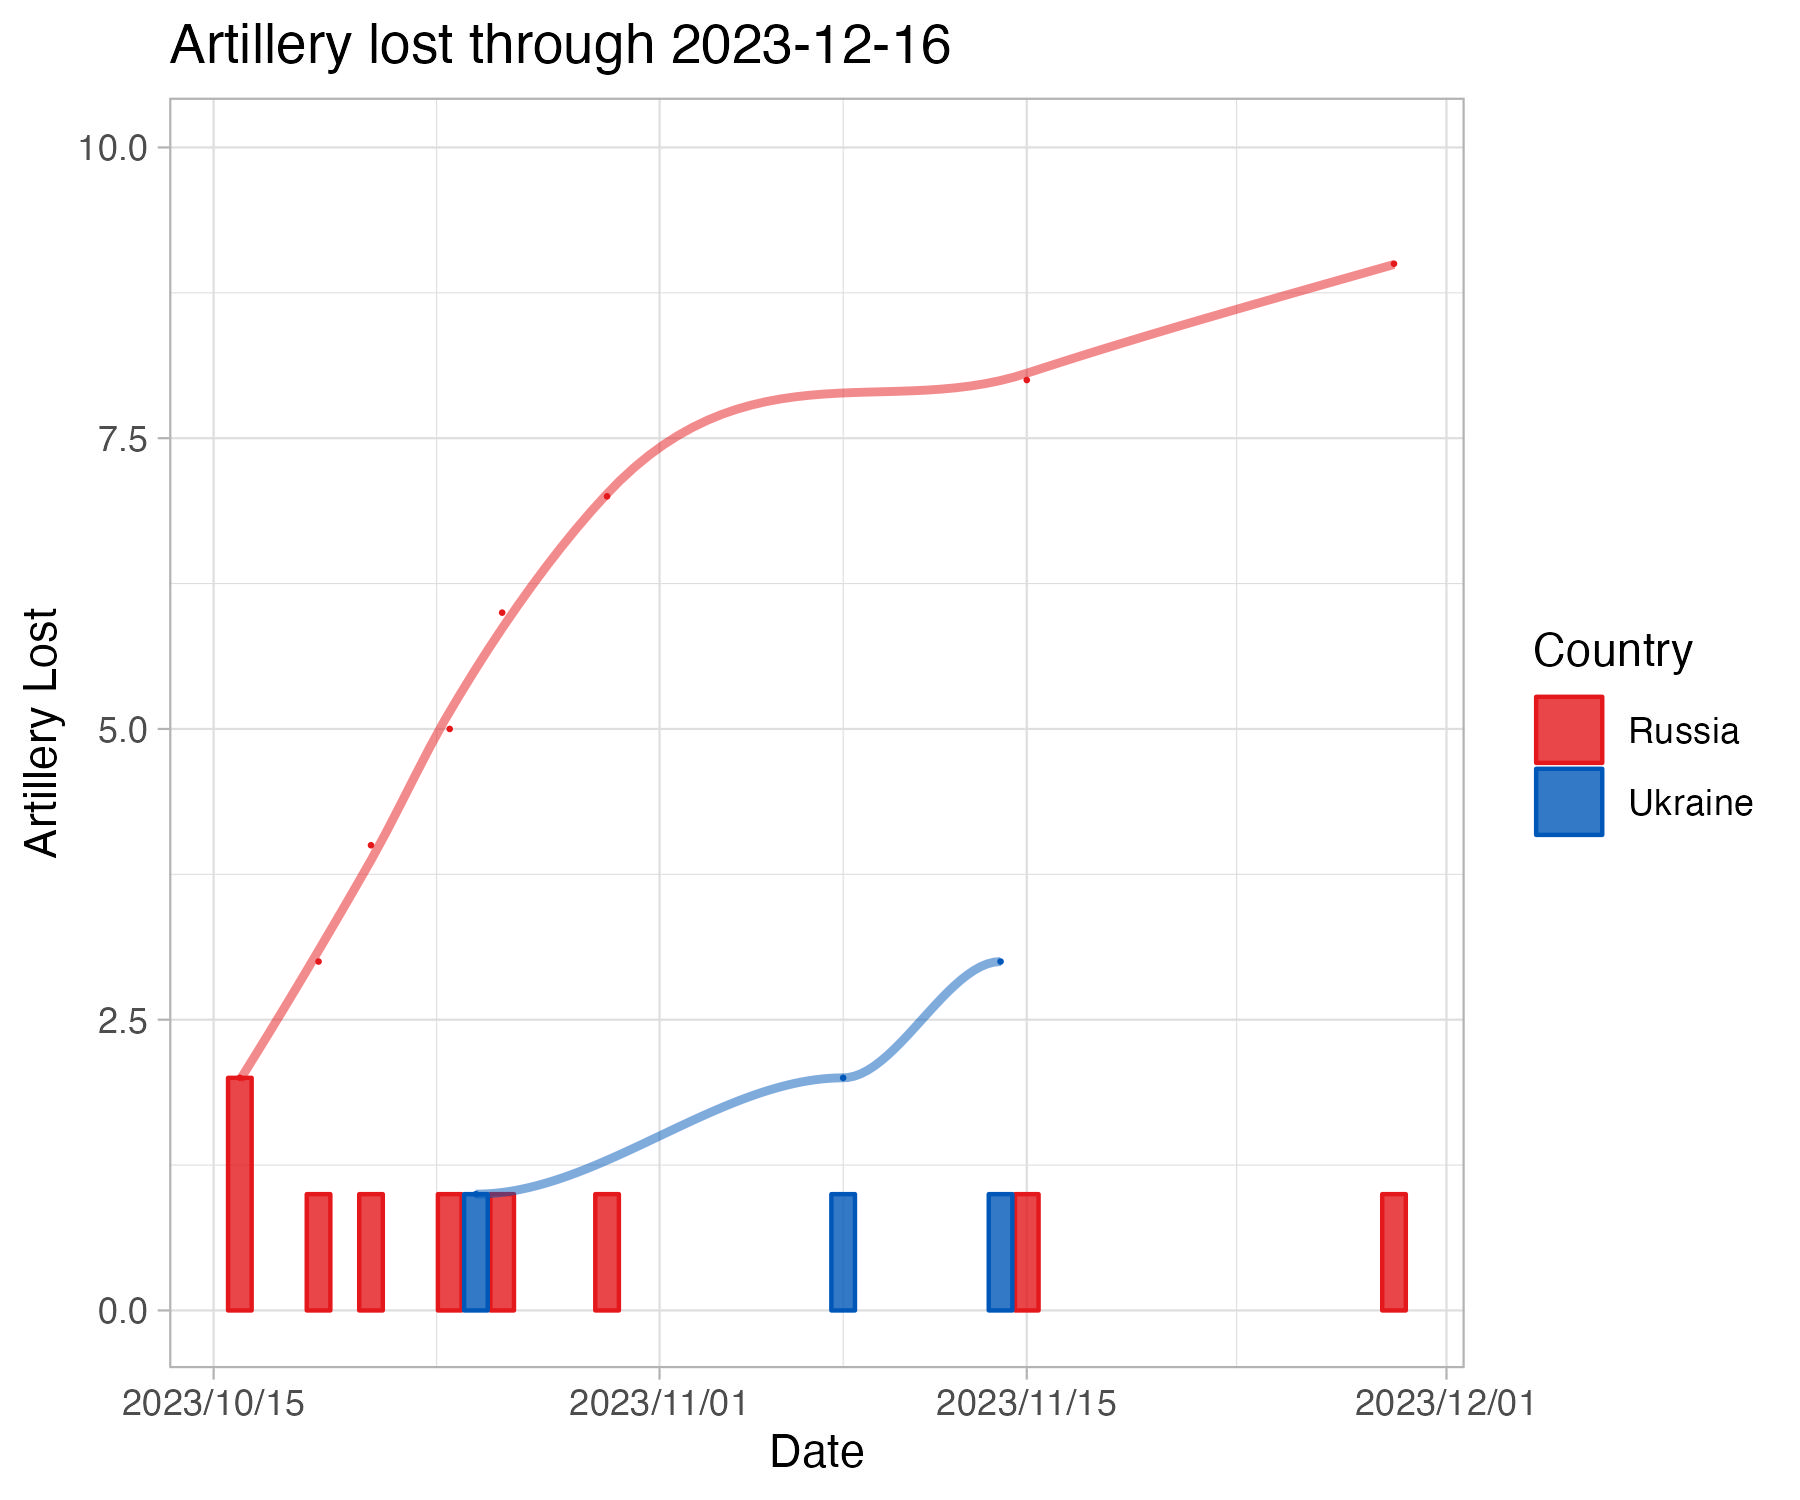 Artillery lost through 2023-12-16
10.0
7.5
5.0
2.5
0.0
Artillery Lost
2023/10/15
2023/11/01
2023/11/15
2023/12/01
Date
Country
Russia
Ukraine